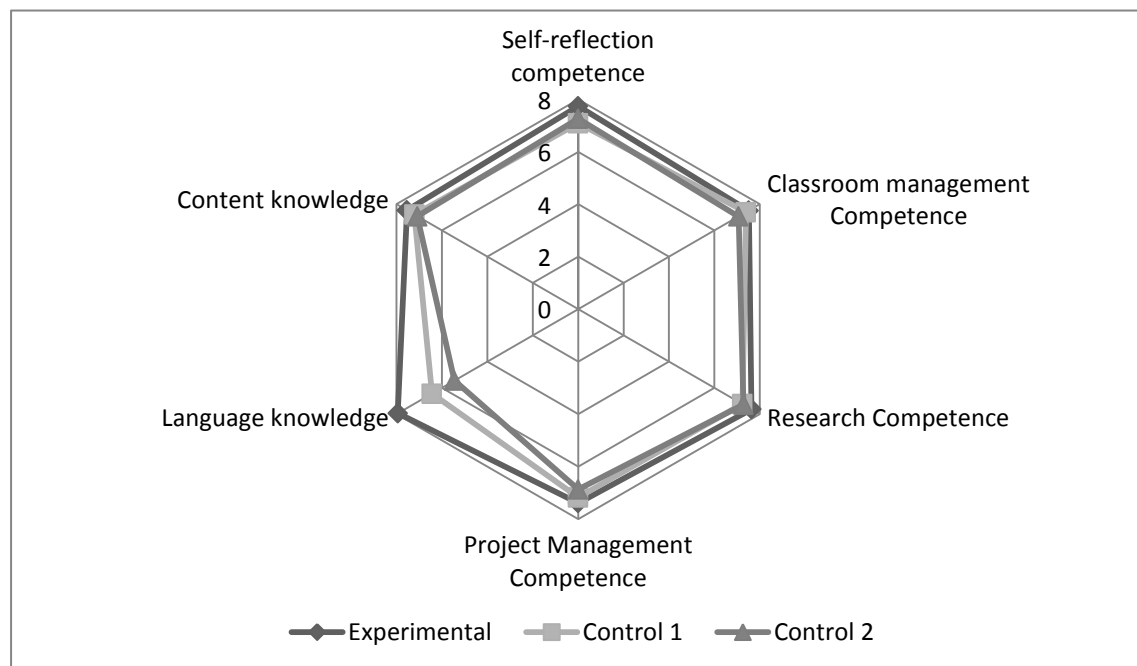 Self-reflection
competence
8
6
4
2
0
Content knowledge
Classroom management
Competence
Language knowledge
Research Competence
Project Management
Competence
Experimental
Control 1
Control 2